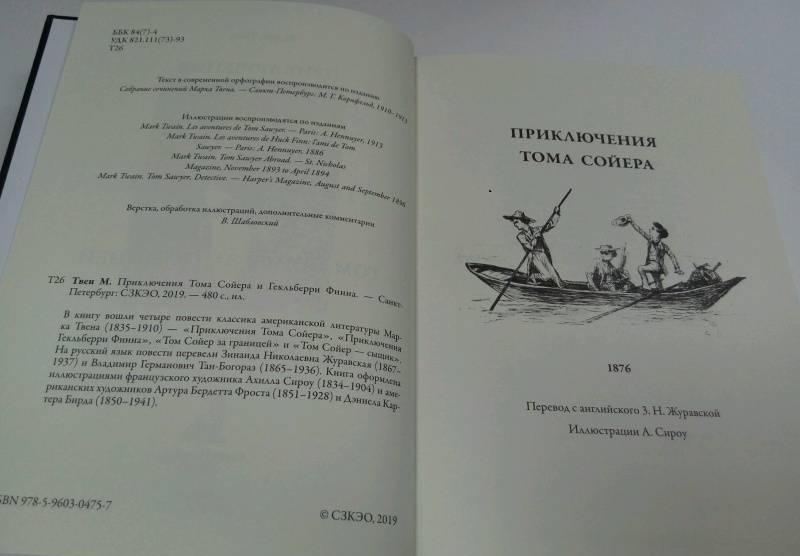 ББК 84(7)-4
УДК 821.111(73)-93
Т26
Текст в современной орфографии воспроизводится по изданиям
Собрание сочинений Марка Твена. — Санкт-Петербург: М. Г. Корнфельд, 1910–1913
Иллюстрации воспроизводятся по изданиям
Mark Twain. Les aventures de Tom Sawyer. — Paris: A. Hennuyer, 1913
Mark Twain. Les aventures de Huck Finn: l'ami de Tom
Sawyer. — Paris: A. Hennuyer, 1886
Mark Twain. Tom Sawyer Abroad. — St. Nicholas
Magazine, November 1893 to April 1894
Mark Twain. Tom Sawyer, Detective. — Harper's Magazine, August and September 1896
Верстка, обработка иллюстраций, дополнительные комментарии
В. Шабловский
Т26 Твен М. Приключения Тома Сойера и Гекльберри Финна. — Санкт-
Петербург: СЗКЭО, 2019. — 480 с., ил.
В книгу вошли четыре повести классика американской литературы Мар-
ка Твена (1835–1910) — «Приключения Тома Сойера», «Приключения
Гекльберри Финна», «Том Сойер за границей» и «Том Сойер — сыщик».
На русский язык повести перевели Зинаида Николаевна Журавская (1867–
1937) и Владимир Германович Тан-Богораз (1865–1936). Книга оформлена
иллюстрациями французского художника Ахилла Сироу (1834–1904) и аме-
риканских художников Артура Бердетта Фроста (1851–1928) и Дэниела Кар-
тера Бирда (1850–1941).
ISBN 978-5-9603-0475-7
© СЗКЭО, 2019
ПРИКЛЮЧЕНИЯ
ТОМА СОЙЕРА
1876
Перевод с английского З. Н. Журавской
Иллюстрации А. Сироу